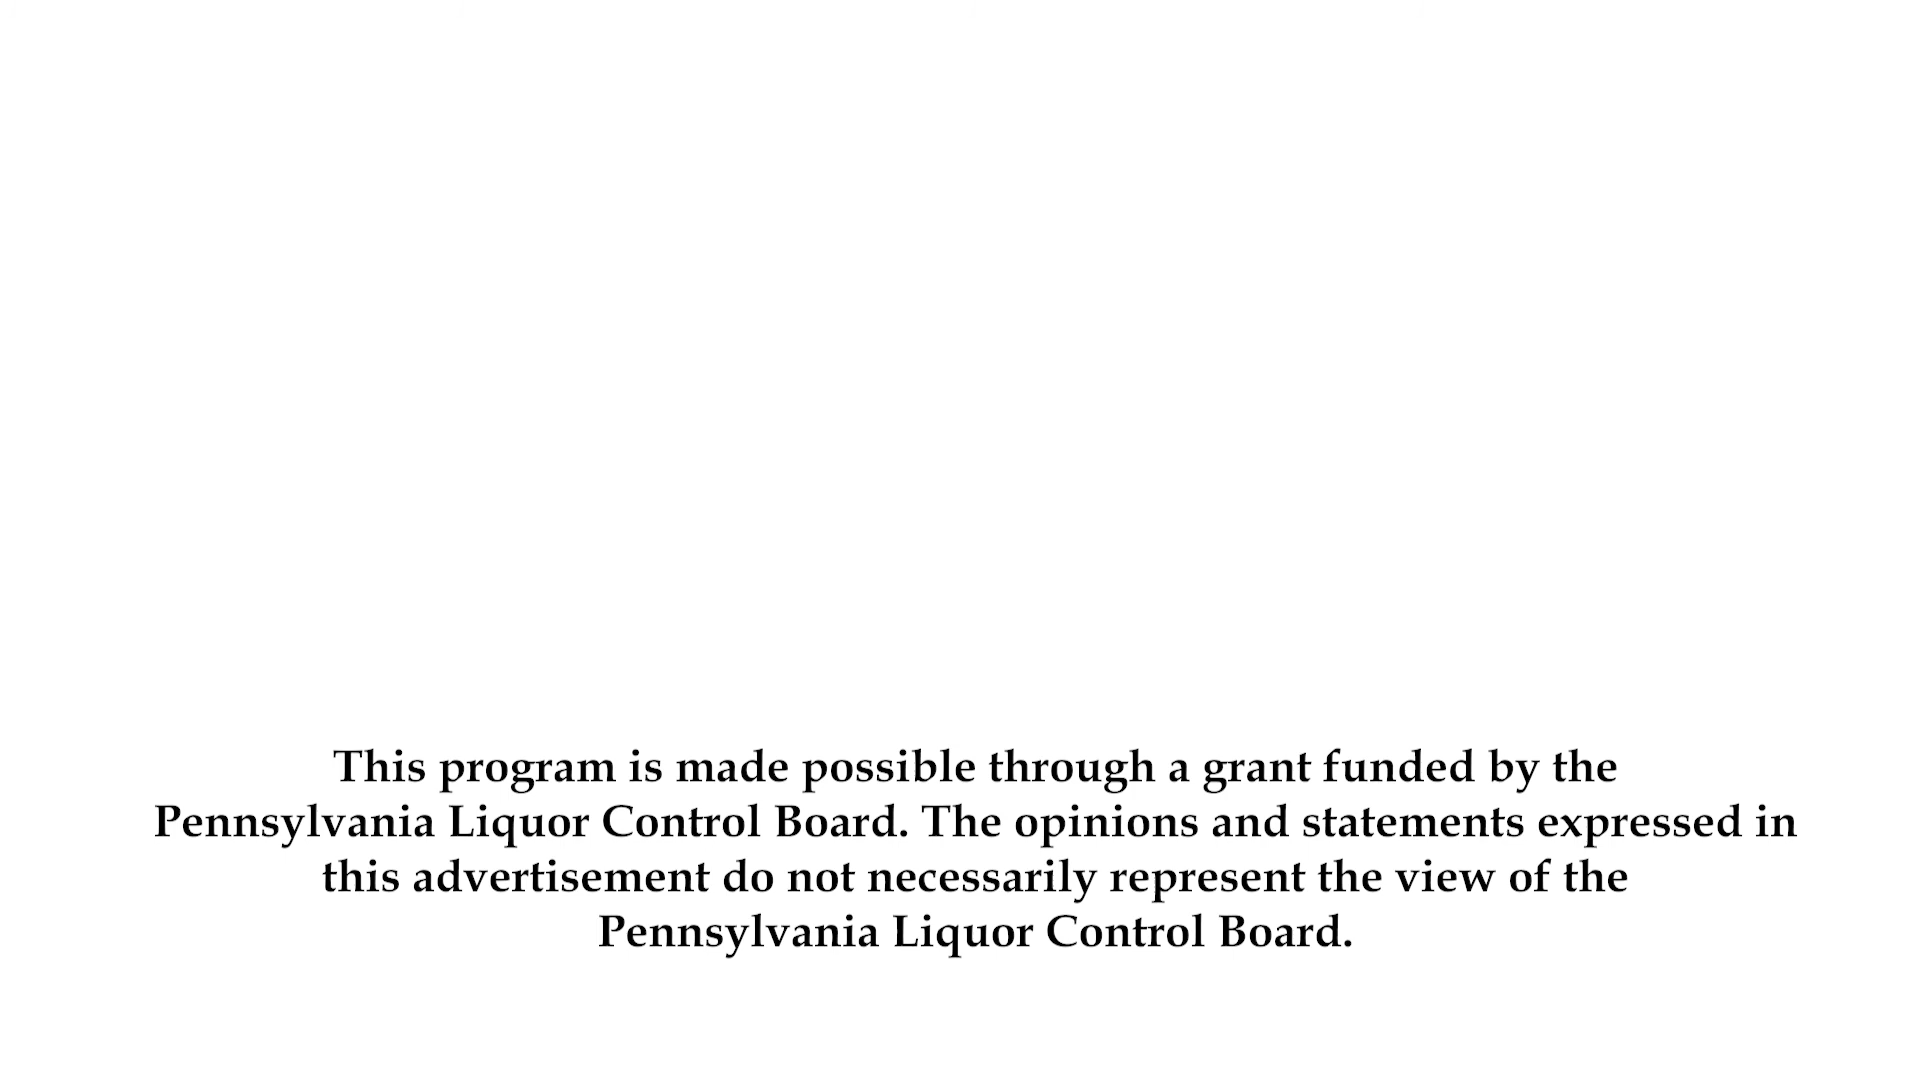 This program is made possible through a grant funded by the
Pennsylvania Liquor Control Board. The opinions and statements expressed in
this advertisement do not necessarily represent the view of the
Pennsylvania Liquor Control Board.